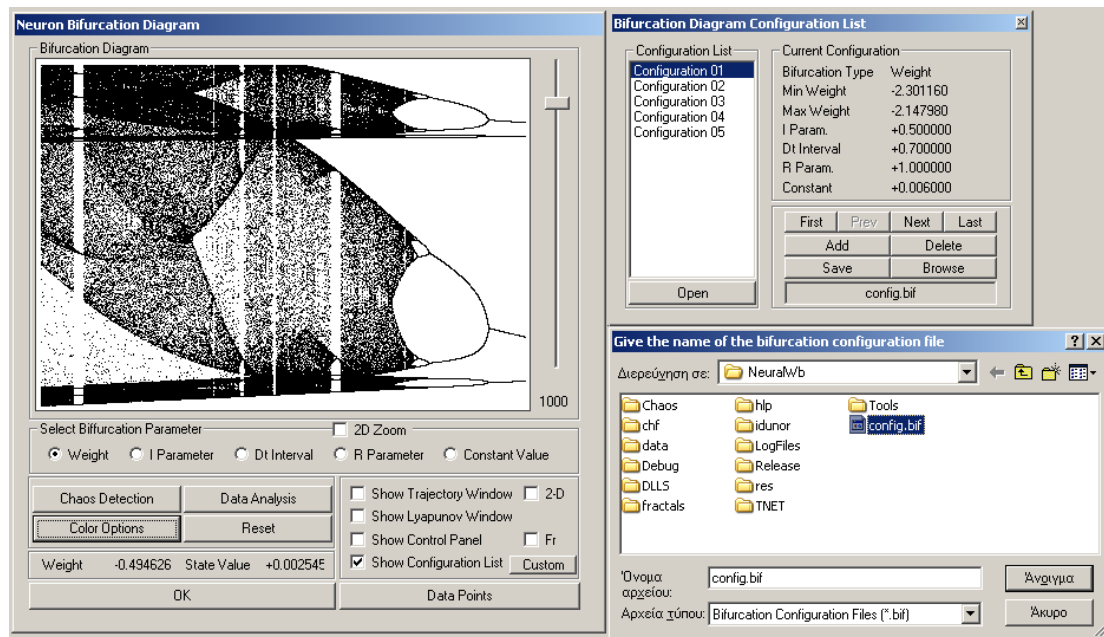 Neuron Bifurcation Diagram
Bifurcation Diagram
1000
Select Bifurcation Parameter
2D Zoom
Weight I Parameter Dt Interval R Parameter Constant Value
Chaos Detection Data Analysis
Color Options Reset
Show Trajectory Window 2-D
Show Lyapunov Window
Show Control Panel Fr
Show Configuration List Custom
Weight -0.494626 State Value +0.00254E
OK Data Points
Bifurcation Diagram Configuration List
Configuration List
Configuration 01
Configuration 02
Configuration 03
Configuration 04
Configuration 05
Open
Current Configuration
Bifurcation Type Weight
Min Weight -2.301160
Max Weight -2.147980
I Param. +0.500000
Dt Interval +0.700000
R Param. +1.000000
Constant +0.006000
First Prev Next Last
Add Delete
Save Browse
config.bif
Give the name of the bifurcation configuration file
Διερεύνηση σε: NeuralWb
Chaos hlp Tools
chf idunor config.bif
data LogFiles
Debug Release
DLLS res
fractals TNET
Όνομα
αρχείου:
config.bif
Άνοιγμα
Αρχεία τύπου: Bifurcation Configuration Files (*.bif)
Άκυρο